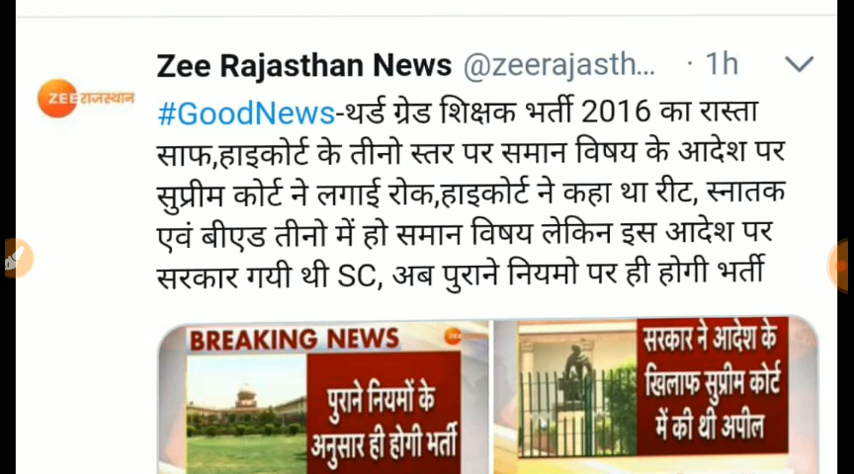 Zee Rajasthan News @zeerajasth... · 1h
ZEE राजस्थान
#GoodNews-थर्ड ग्रेड शिक्षक भर्ती 2016 का रास्ता
साफ,हाइकोर्ट के तीनो स्तर पर समान विषय के आदेश पर
सुप्रीम कोर्ट ने लगाई रोक,हाइकोर्ट ने कहा था रीट, स्नातक
एवं बीएड तीनो में हो समान विषय लेकिन इस आदेश पर
सरकार गयी थी SC, अब पुराने नियमो पर ही होगी भर्ती
BREAKING NEWS
पुराने नियमों के
अनुसार ही होगी भर्ती
सरकार ने आदेश के
खिलाफ सुप्रीम कोर्ट
में की थी अपील